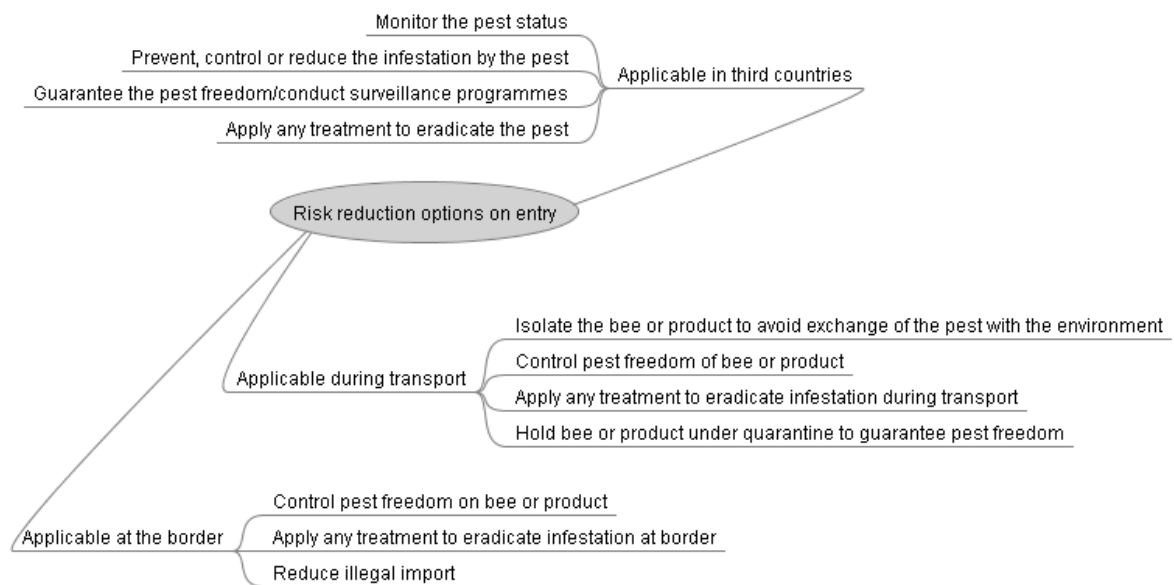 Monitor the pest status
Prevent, control or reduce the infestation by the pest
Applicable in third countries
Guarantee the pest freedom/conduct surveillance programmes
Apply any treatment to eradicate the pest
Risk reduction options on entry
Isolate the bee or product to avoid exchange of the pest with the environment
Control pest freedom of bee or product
Applicable during transport
Apply any treatment to eradicate infestation during transport
Hold bee or product under quarantine to guarantee pest freedom
Control pest freedom on bee or product
Applicable at the border
Apply any treatment to eradicate infestation at border
Reduce illegal import